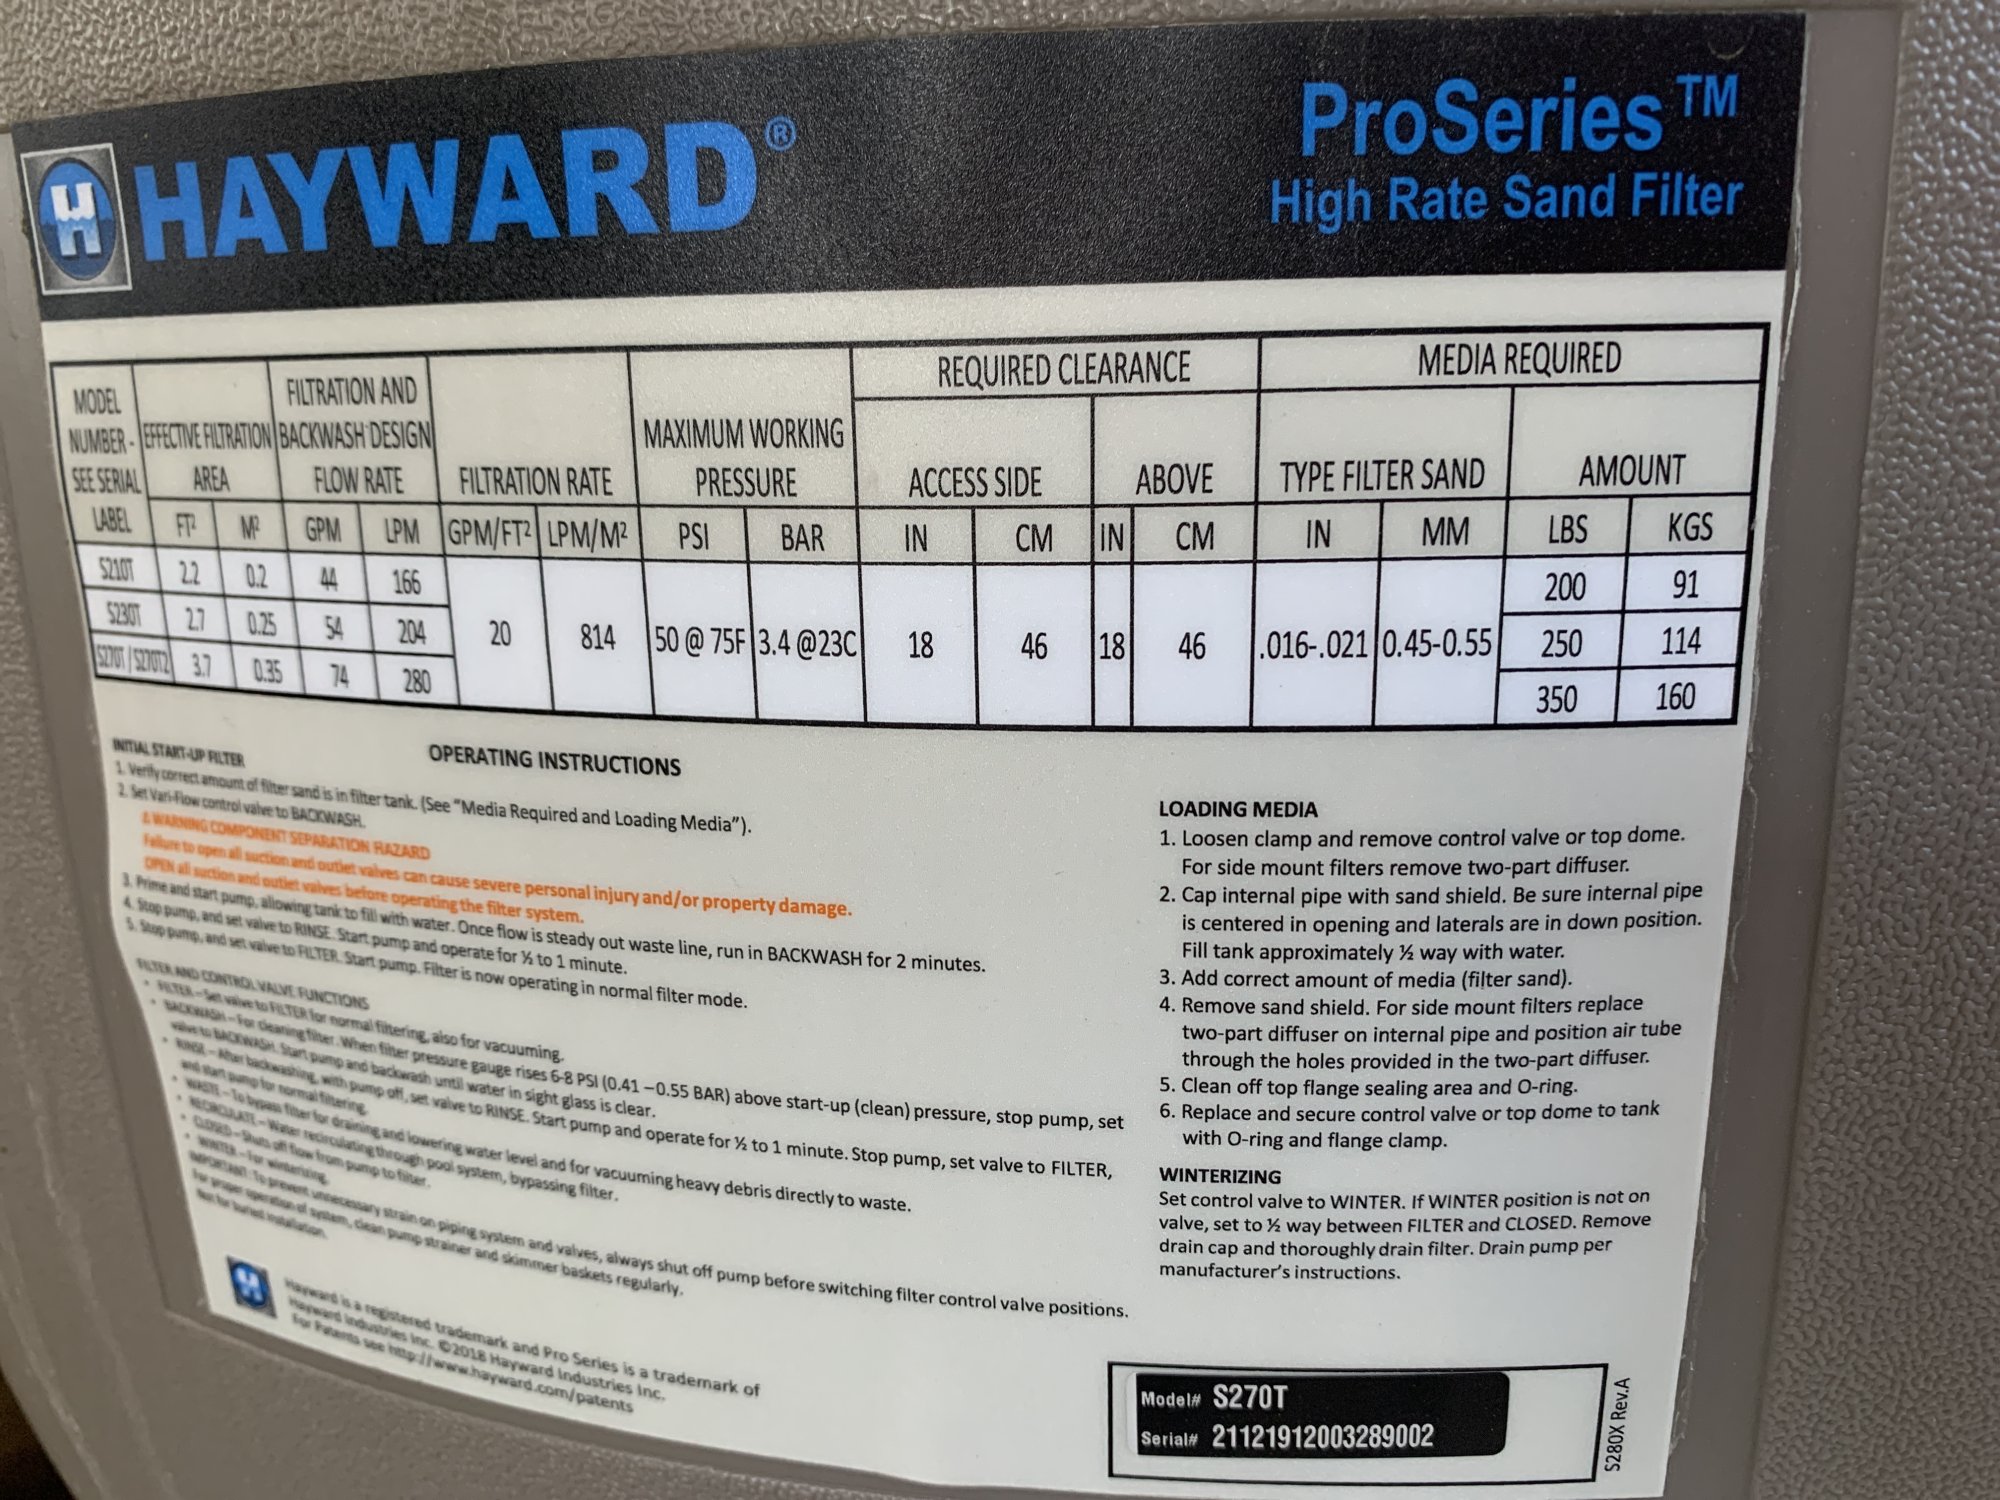 HAYWARD®
ProSeries™
High Rate Sand Filter
MODEL NUMBER - SEE SERIAL LABEL
EFFECTIVE FILTRATION AREA
FILTRATION AND BACKWASH DESIGN FLOW RATE
FILTRATION RATE
MAXIMUM WORKING PRESSURE
REQUIRED CLEARANCE
MEDIA REQUIRED
ACCESS SIDE
ABOVE
TYPE FILTER SAND
AMOUNT
FT² M² GPM LPM GPM/FT² LPM/M² PSI BAR IN CM IN CM IN MM LBS KGS
S210T 2.2 0.2 44 166 200 91
S230T 2.7 0.25 54 204 20 814 50 @ 75F 3.4 @23C 18 46 18 46 .016-.021 0.45-0.55 250 114
S270T / S270T2 3.7 0.35 74 280 350 160
OPERATING INSTRUCTIONS
INITIAL START-UP FILTER
1. Verify correct amount of filter sand is in filter tank. (See "Media Required and Loading Media").
2. Set Vari-Flow control valve to BACKWASH.
⚠ WARNING COMPONENT SEPARATION HAZARD
Failure to open all suction and outlet valves can cause severe personal injury and/or property damage.
OPEN all suction and outlet valves before operating the filter system.
3. Prime and start pump, allowing tank to fill with water. Once flow is steady out waste line, run in BACKWASH for 2 minutes.
4. Stop pump, and set valve to RINSE. Start pump and operate for ½ to 1 minute.
5. Stop pump, and set valve to FILTER. Start pump. Filter is now operating in normal filter mode.
FILTER AND CONTROL VALVE FUNCTIONS
• FILTER – Set valve to FILTER for normal filtering, also for vacuuming.
• BACKWASH – For cleaning filter. When filter pressure gauge rises 6-8 PSI (0.41 –0.55 BAR) above start-up (clean) pressure, stop pump, set
valve to BACKWASH. Start pump and backwash until water in sight glass is clear.
• RINSE – After backwashing, with pump off, set valve to RINSE. Start pump and operate for ½ to 1 minute. Stop pump, set valve to FILTER,
and start pump for normal filtering.
• WASTE – To bypass filter for draining and lowering water level and for vacuuming heavy debris directly to waste.
• RECIRCULATE – Water recirculating through pool system, bypassing filter.
• CLOSED – Shuts off flow from pump to filter.
• WINTER – For winterizing.
IMPORTANT: To prevent unnecessary strain on piping system and valves, always shut off pump before switching filter control valve positions.
For proper operation of system, clean pump strainer and skimmer baskets regularly.
Not for buried installation.
Hayward is a registered trademark and Pro Series is a trademark of
Hayward Industries Inc. ©2018 Hayward Industries Inc.
For Patents see http://www.hayward.com/patents
LOADING MEDIA
1. Loosen clamp and remove control valve or top dome.
For side mount filters remove two-part diffuser.
2. Cap internal pipe with sand shield. Be sure internal pipe
is centered in opening and laterals are in down position.
Fill tank approximately ½ way with water.
3. Add correct amount of media (filter sand).
4. Remove sand shield. For side mount filters replace
two-part diffuser on internal pipe and position air tube
through the holes provided in the two-part diffuser.
5. Clean off top flange sealing area and O-ring.
6. Replace and secure control valve or top dome to tank
with O-ring and flange clamp.
WINTERIZING
Set control valve to WINTER. If WINTER position is not on
valve, set to ½ way between FILTER and CLOSED. Remove
drain cap and thoroughly drain filter. Drain pump per
manufacturer's instructions.
Model# S270T
Serial# 21121912003289002
S280X Rev.A